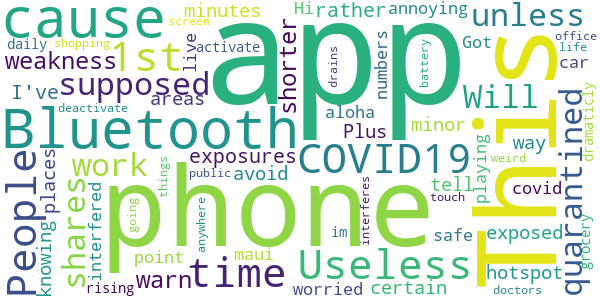 cause
1st
minutes
live
activate
screen
daily
shopping
weakness
I've
supposed
areas
deactivate
app
shorter
Hi
rather
annoying
numbers
Got
drains
battery
unless
office
life
car
Will
This
quarantined
dramaticly
Bluetooth
aloha
Plus
minor
way
playing
weird
covid
People
places
knowing
shares
work
interfered
exposures
avoid
COVID19
tell
touch
phone
going
things
public
anywhere
im
interferes
safe
exposed
grocery
point
maui
warn
rising
time
Useless
worried
certain
hotspot
doctors